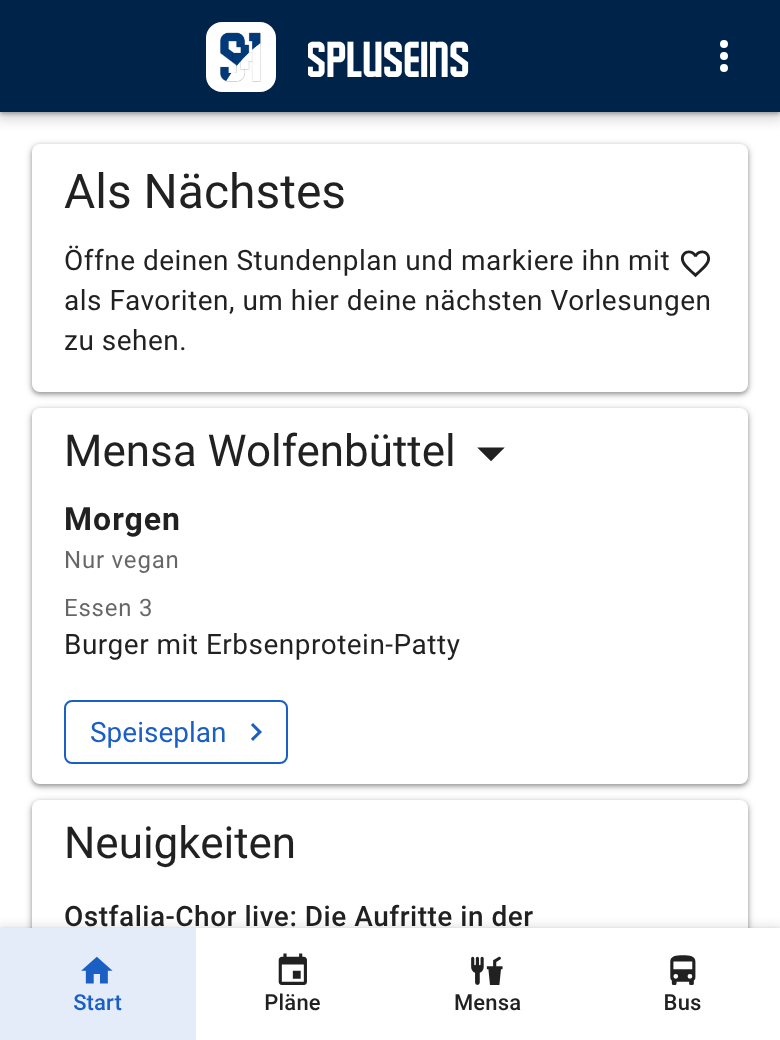 SPLUSEINS
Als Nächstes
Öffne deinen Stundenplan und markiere ihn mit
als Favoriten, um hier deine nächsten Vorlesungen
zu sehen.
Mensa Wolfenbüttel
Morgen
Nur vegan
Essen 3
Burger mit Erbsenprotein-Patty
Speiseplan
Neuigkeiten
Ostfalia-Chor live: Die Aufritte in der
Start
Pläne
Mensa
Bus